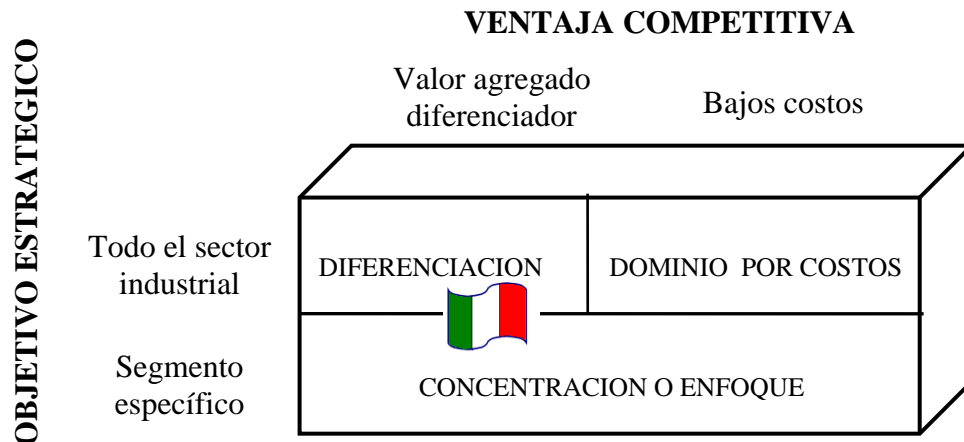 VENTAJA COMPETITIVA
Valor agregado
diferenciador
Bajos costos
OBJETIVO ESTRATEGICO
Todo el sector
industrial
DIFERENCIACION
DOMINIO POR COSTOS
Segmento
específico
CONCENTRACION O ENFOQUE